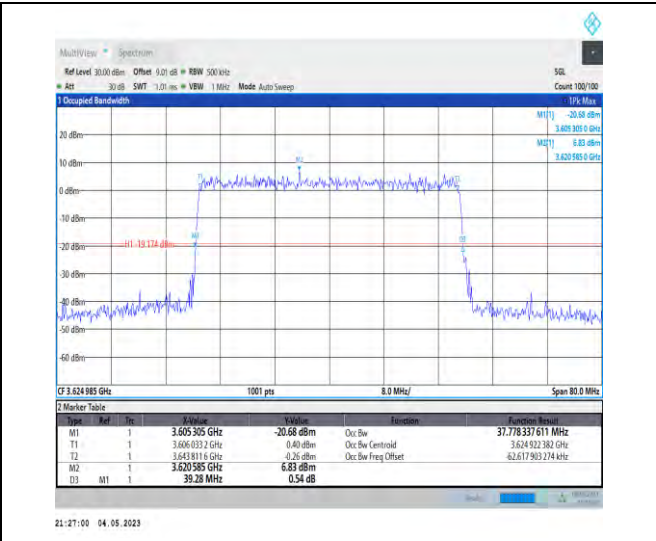 MultiView Spectrum
Ref Level 30.00 dBm Offset 9.01 dB RBW 500 kHz SGL
Att 30 dB SWT 1.01 ms VBW 1 MHz Mode Auto Sweep Count 100/100
1 Occupied Bandwidth 1Pk Max
M1[1] -20.68 dBm
3.605 305 0 GHz
20 dBm
M2[1] 6.83 dBm
3.620 585 0 GHz
10 dBm
M2
T1
0 dBm
-10 dBm
M1
D3
-20 dBm
H1 -19.174 dBm
-30 dBm
-40 dBm
-50 dBm
-60 dBm
CF 3.624 985 GHz 1001 pts 8.0 MHz/ Span 80.0 MHz
2 Marker Table
Type Ref Trc X-Value Y-Value Function Function Result
M1 1 3.605 305 GHz -20.68 dBm Occ Bw 37.778 337 611 MHz
T1 1 3.606 033 2 GHz 0.40 dBm Occ Bw Centroid 3.624 922 382 GHz
T2 1 3.643 811 6 GHz -0.26 dBm Occ Bw Freq Offset -62.617 903 274 kHz
M2 1 3.620 585 GHz 6.83 dBm
D3 M1 1 39.28 MHz 0.54 dB
21:27:00 04.05.2023